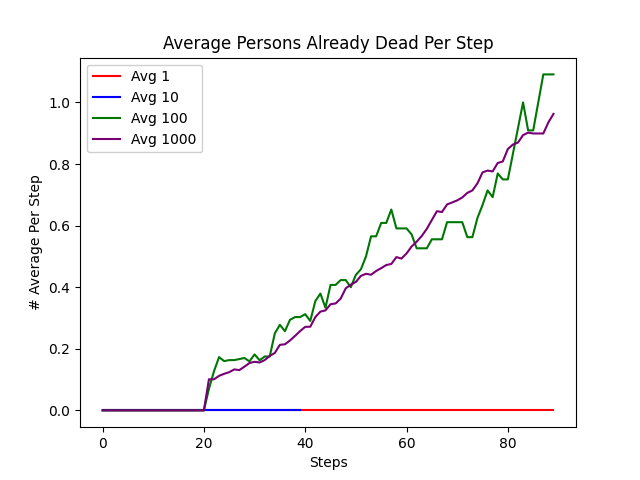 Average Persons Already Dead Per Step
Avg 1
Avg 10
Avg 100
Avg 1000
# Average Per Step
1.0
0.8
0.6
0.4
0.2
0.0
0 20 40 60 80
Steps